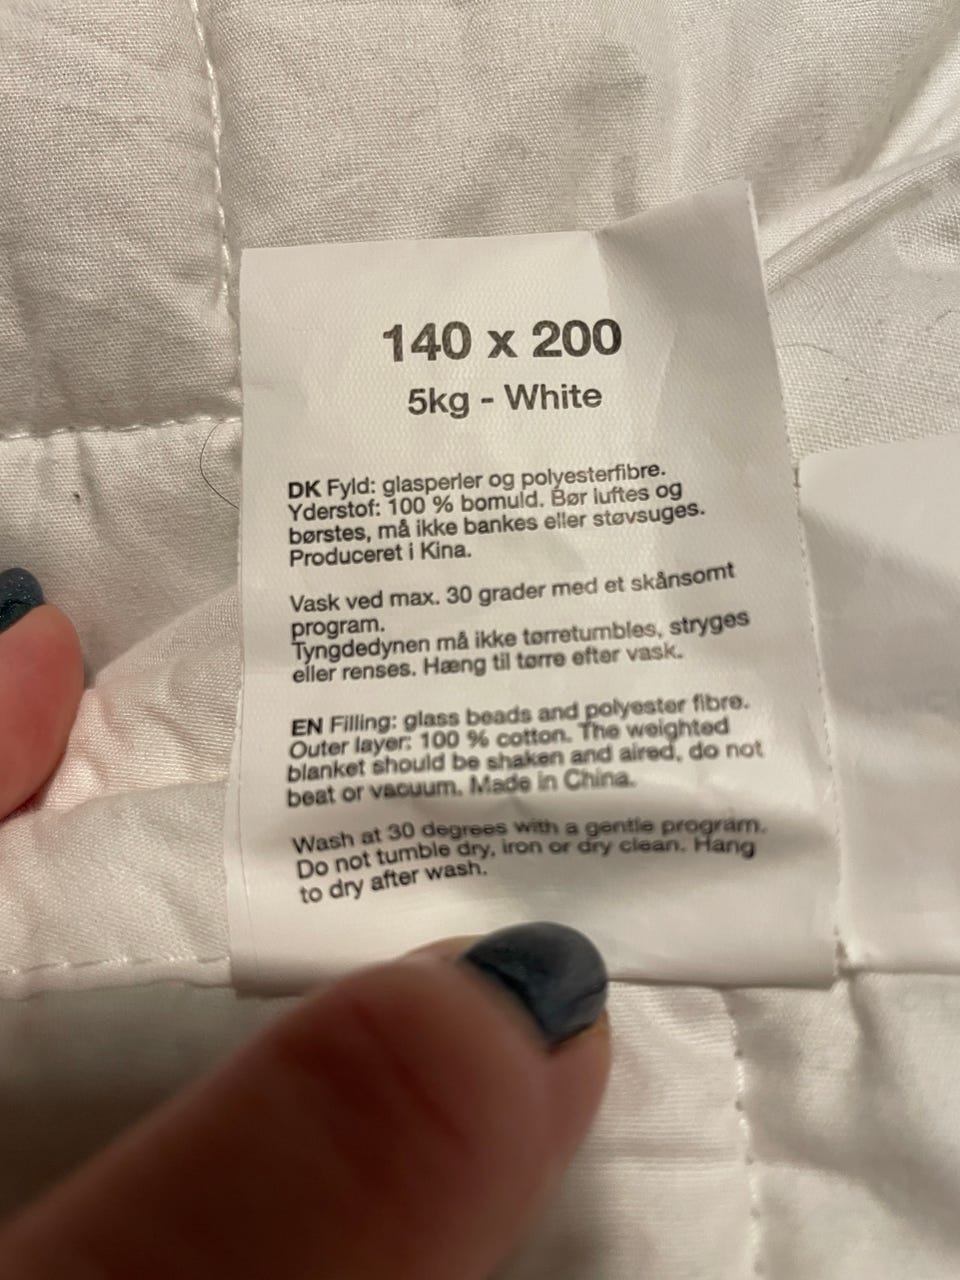 140 x 200
5kg - White
DK Fyld: glasperler og polyesterfibre.
Yderstof: 100 % bomuld. Bør luftes og
børstes, må ikke bankes eller støvsuges.
Produceret i Kina.
Vask ved max. 30 grader med et skånsomt
program.
Tyngdedynen må ikke tørretumbles, stryges
eller renses. Hæng til tørre efter vask.
EN Filling: glass beads and polyester fibre.
Outer layer: 100 % cotton. The weighted
blanket should be shaken and aired, do not
beat or vacuum. Made in China.
Wash at 30 degrees with a gentle program.
Do not tumble dry, iron or dry clean. Hang
to dry after wash.